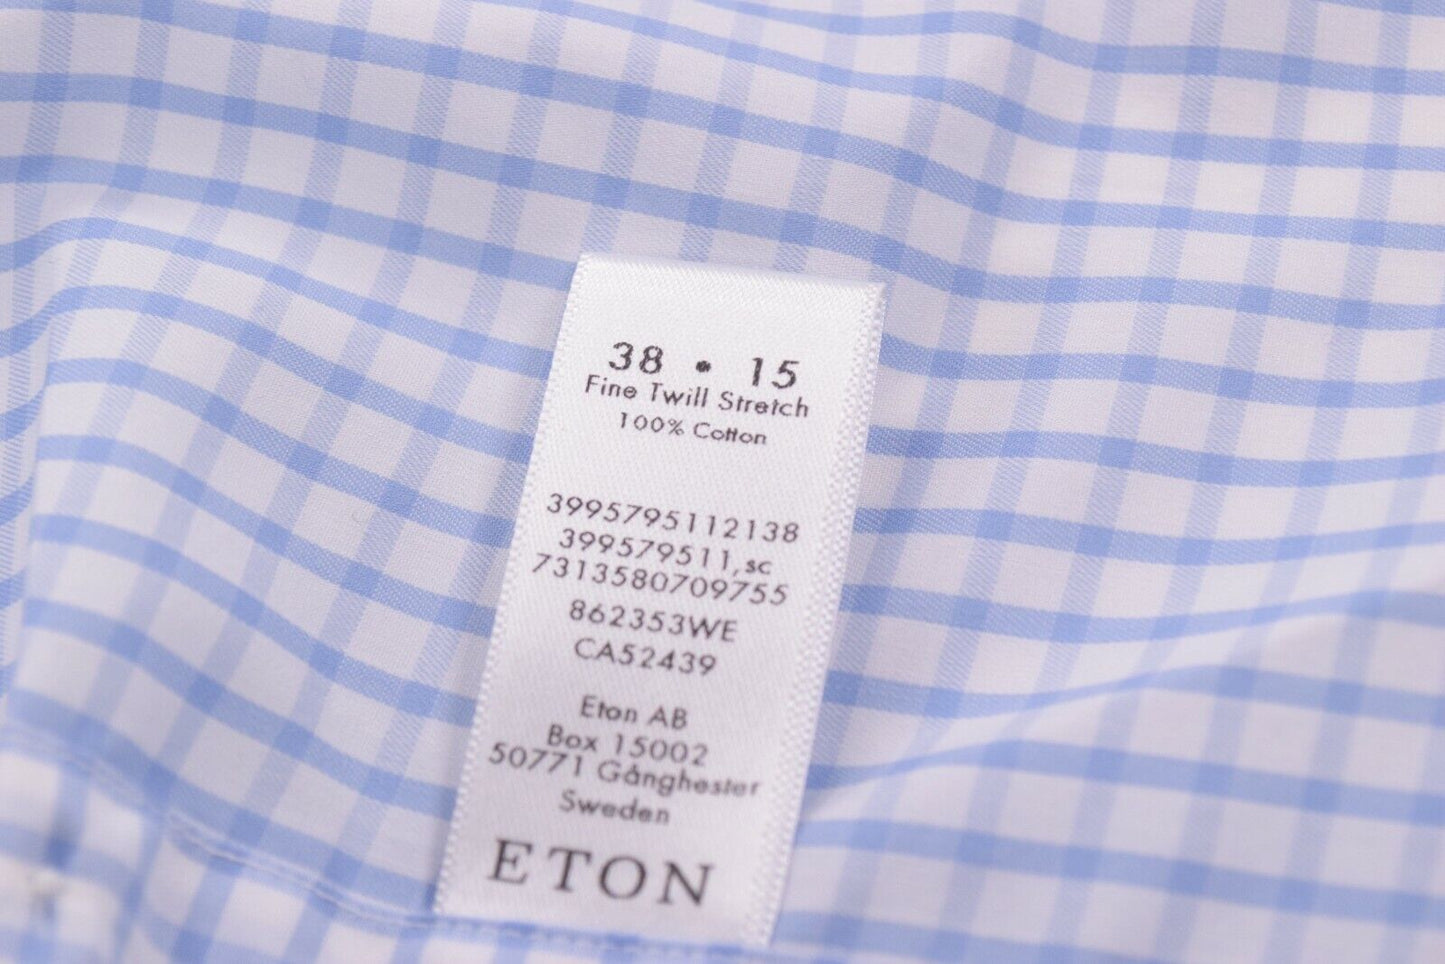 38 • 15
Fine Twill Stretch
100% Cotton
3995795112138
399579511,sc
7313580709755
862353WE
CA52439
Eton AB
Box 15002
50771 Gånghester
Sweden
ETON